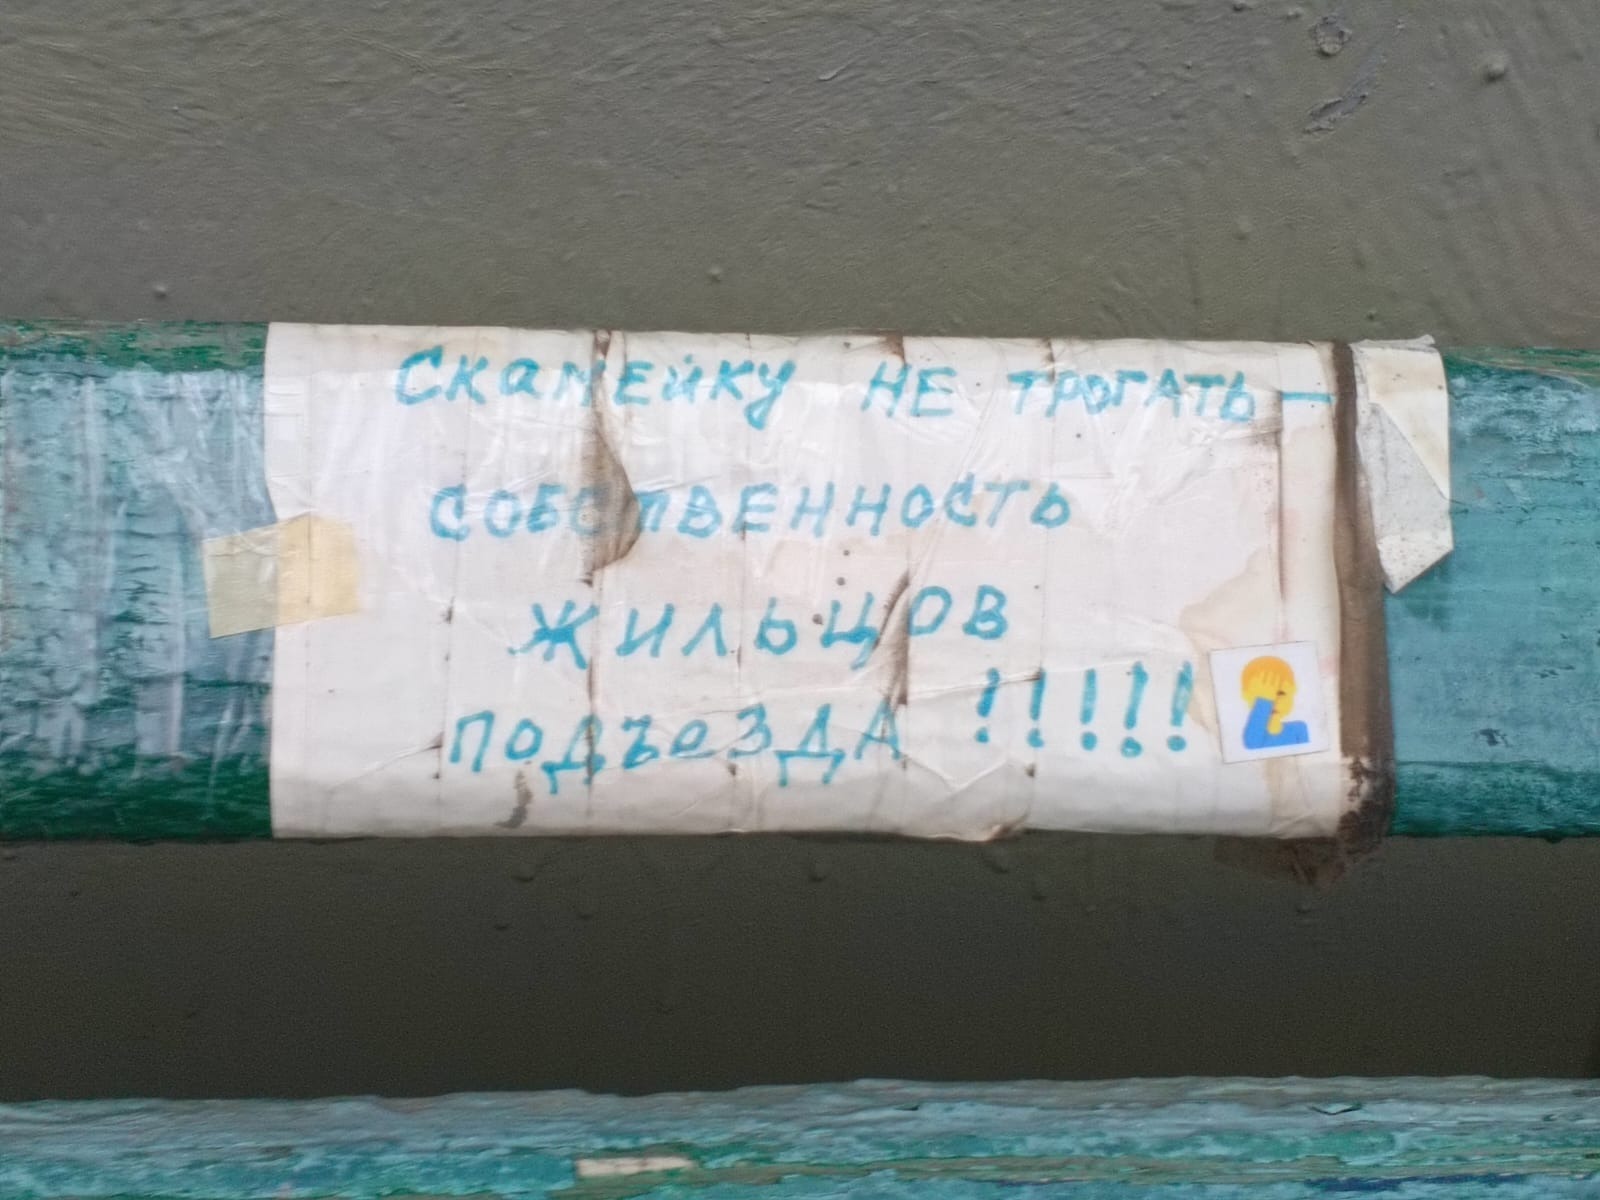 Скамейку не трогать —
собственность
жильцов
подъезда !!!!!